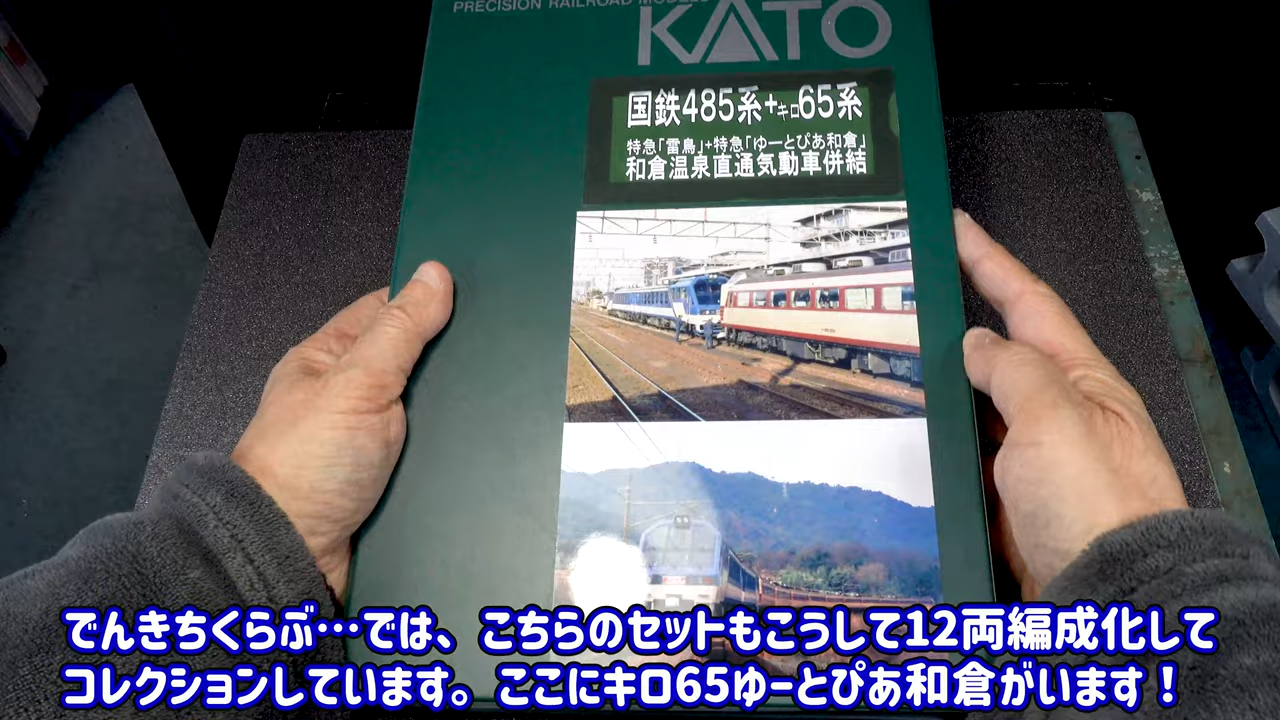 PRECISION RAILROAD MODELS
KATO
国鉄485系+キロ65系
特急「雷鳥」+特急「ゆーとぴあ和倉」
和倉温泉直通気動車併結
でんきちくらぶ…では、こちらのセットもこうして12両編成化して
コレクションしています。ここにキロ65ゆーとぴあ和倉がいます！